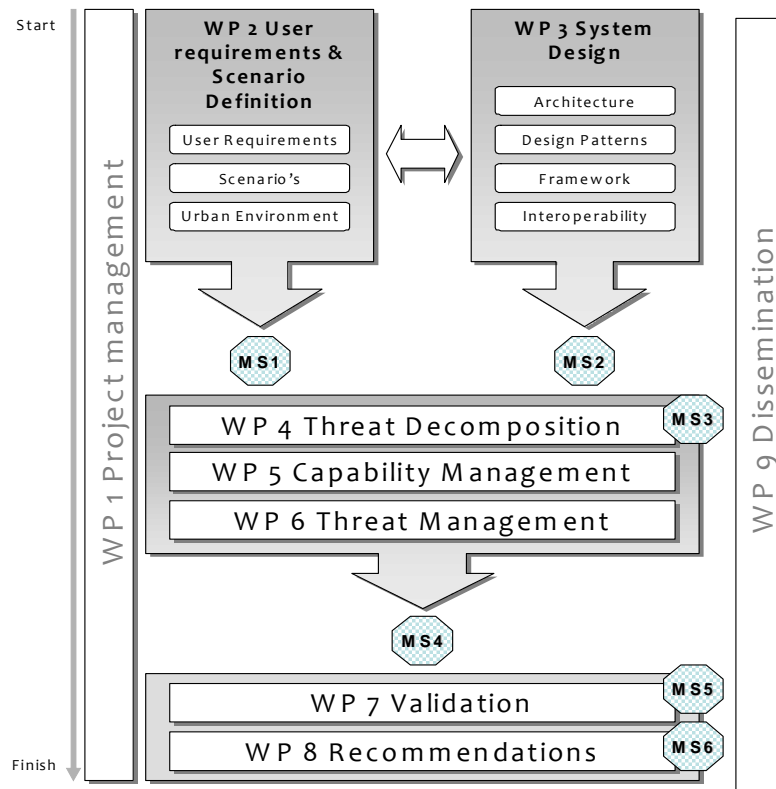 Start
WP 2 User
requirements &
Scenario
Definition
User Requirements
Scenario's
Urban Environment
WP 3 System
Design
Architecture
Design Patterns
Framework
Interoperability
WP 1 Project management
WP 9 Dissemination
MS1
MS2
WP 4 Threat Decomposition
MS3
WP 5 Capability Management
WP 6 Threat Management
MS4
WP 7 Validation
MS5
WP 8 Recommendations
MS6
Finish